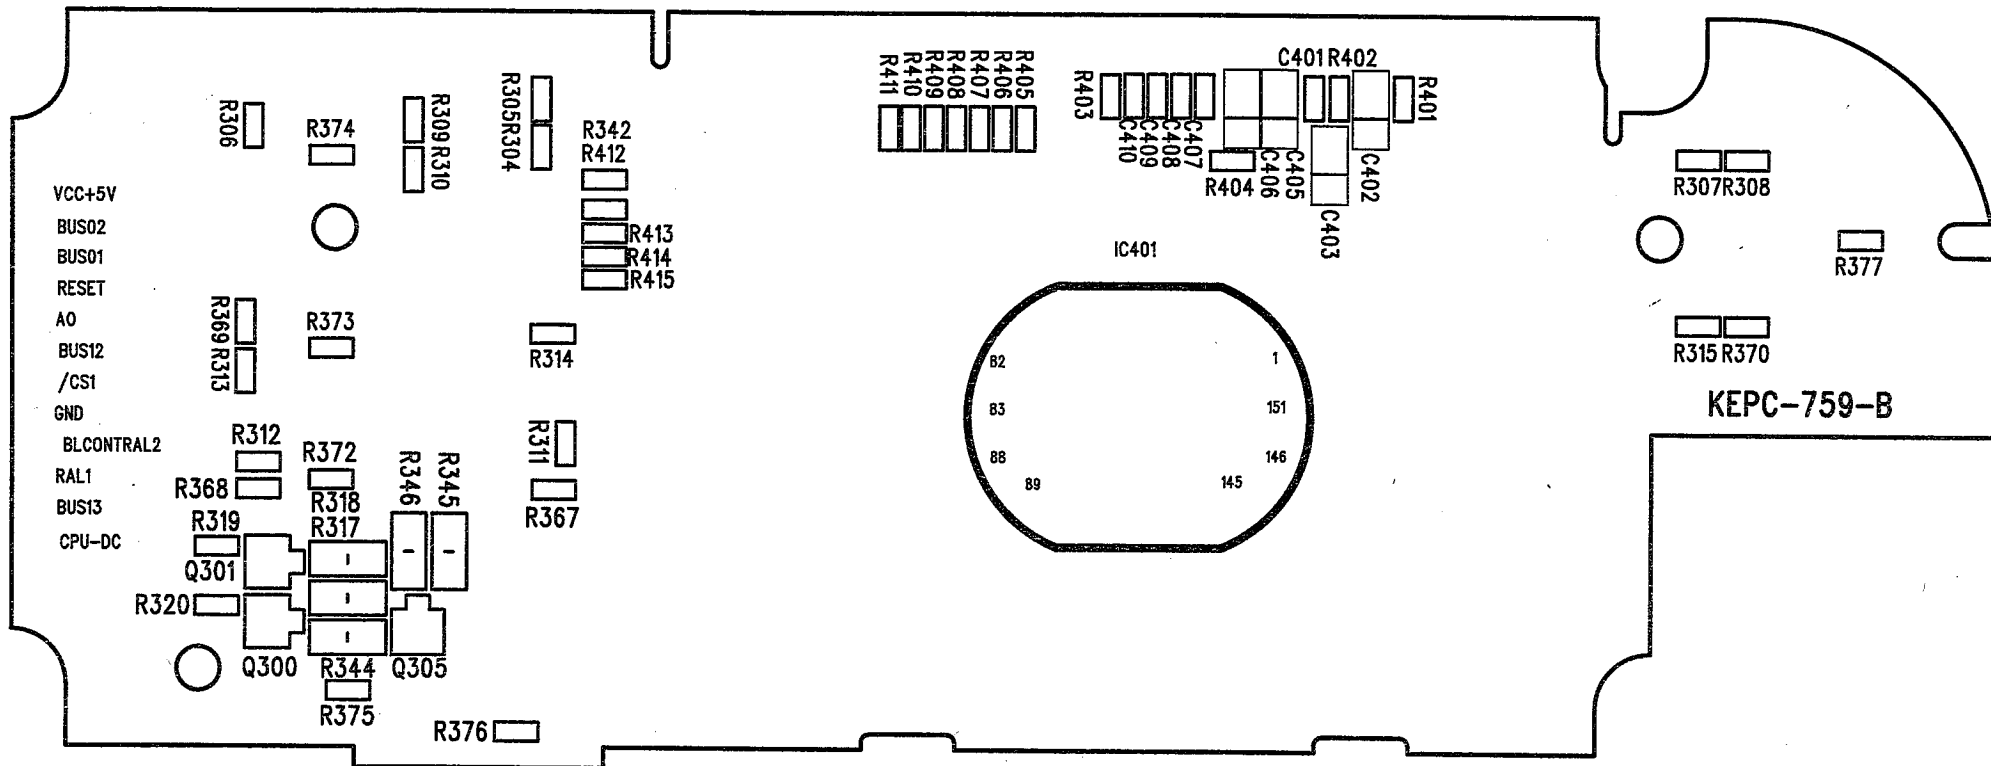 R306
R374
R309
R310
R305
R304
R342
R412
R413
R414
R415
R411
R410
R409
R408
R407
R406
R405
R403
C410
C409
C408
C407
R404
C406
C405
C401
R402
C403
C402
R401
R307
R308
R377
R315
R370
KEPC-759-B
VCC+5V
BUS02
BUS01
RESET
A0
BUS12
/CS1
GND
BLCONTRAL2
RAL1
BUS13
CPU-DC
R369
R313
R373
R314
R312
R368
R372
R318
R317
R346
R345
R311
R367
R319
Q301
R320
Q300
R344
Q305
R375
R376
IC401
82
83
88
89
1
151
146
145